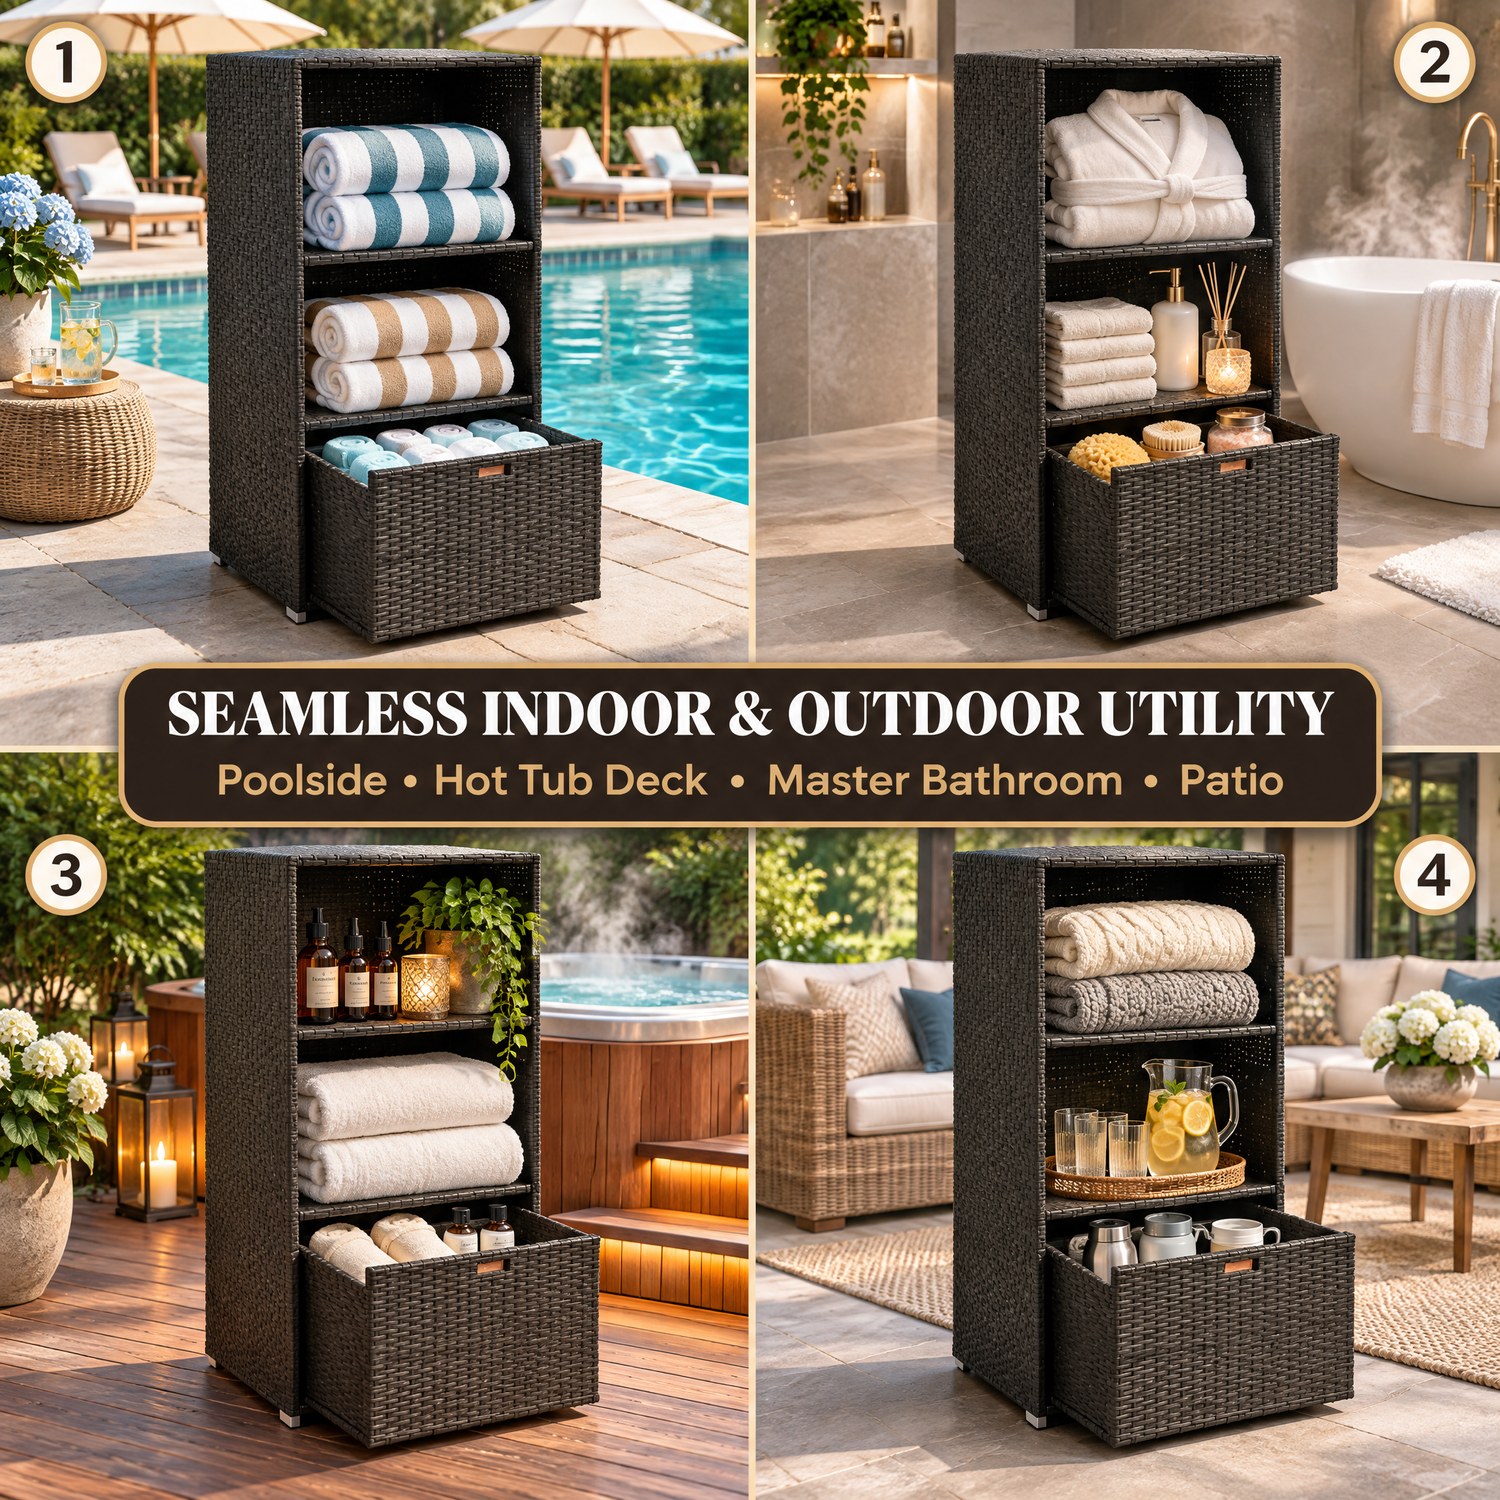 1
2
SEAMLESS INDOOR & OUTDOOR UTILITY
Poolside • Hot Tub Deck • Master Bathroom • Patio
3
4